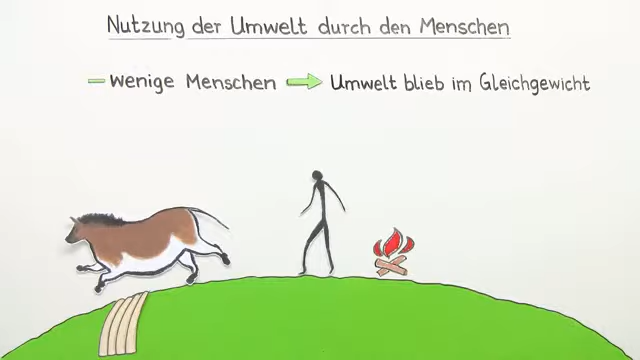 Nutzung der Umwelt durch den Menschen
– wenige Menschen → Umwelt blieb im Gleichgewicht